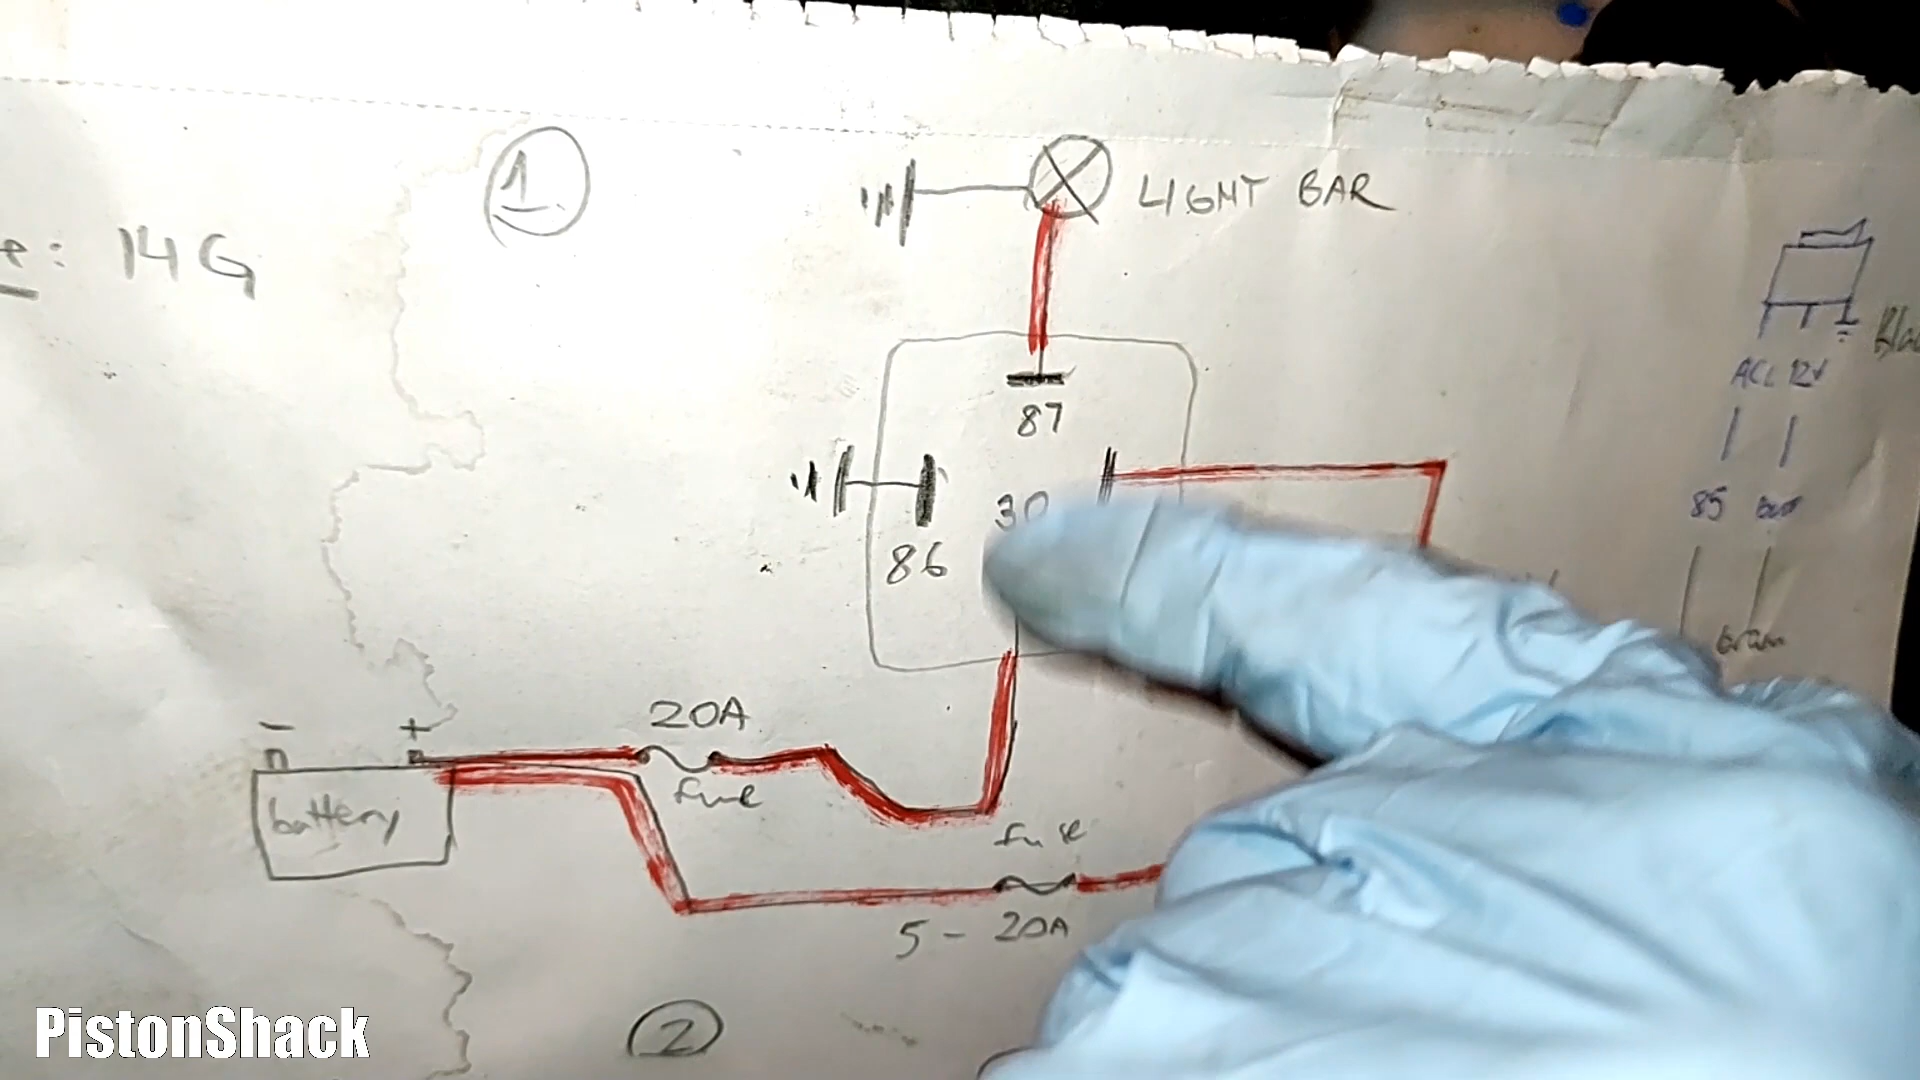 1
LIGHT BAR
14G
ACC 12V
87
30
85
86
brown
20A
fuse
- +
battery
fuse
5 - 20A
2
PistonShack